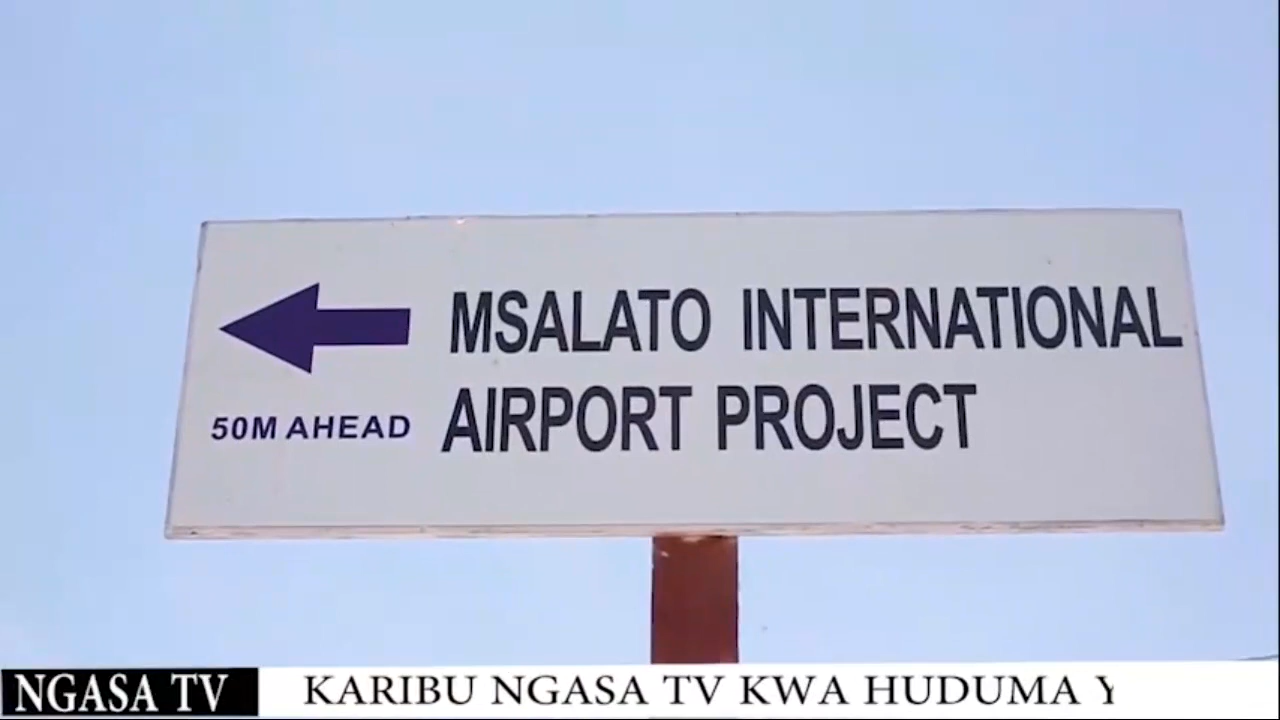 MSALATO INTERNATIONAL
AIRPORT PROJECT
50M AHEAD
NGASA TV
KARIBU NGASA TV KWA HUDUMA Y